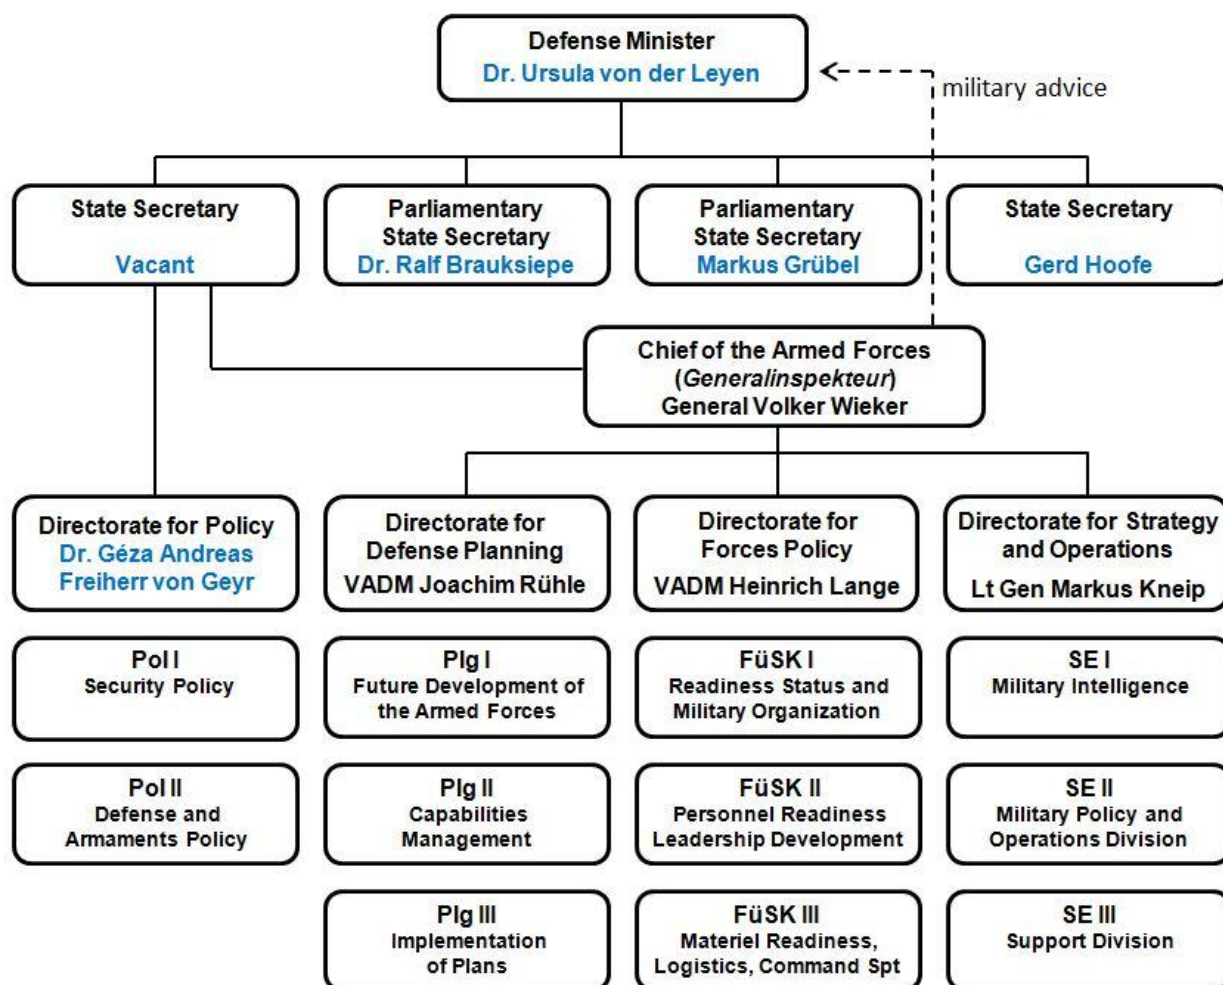 Defense Minister
Dr. Ursula von der Leyen
military advice
State Secretary
Vacant
Parliamentary
State Secretary
Dr. Ralf Brauksiepe
Parliamentary
State Secretary
Markus Grübel
State Secretary
Gerd Hoofe
Chief of the Armed Forces
(Generalinspekteur)
General Volker Wieker
Directorate for Policy
Dr. Géza Andreas
Freiherr von Geyr
Directorate for
Defense Planning
VADM Joachim Rühle
Directorate for
Forces Policy
VADM Heinrich Lange
Directorate for Strategy
and Operations
Lt Gen Markus Kneip
Pol I
Security Policy
Plg I
Future Development of
the Armed Forces
FüSK I
Readiness Status and
Military Organization
SE I
Military Intelligence
Pol II
Defense and
Armaments Policy
Plg II
Capabilities
Management
FüSK II
Personnel Readiness
Leadership Development
SE II
Military Policy and
Operations Division
Plg III
Implementation
of Plans
FüSK III
Materiel Readiness,
Logistics, Command Spt
SE III
Support Division